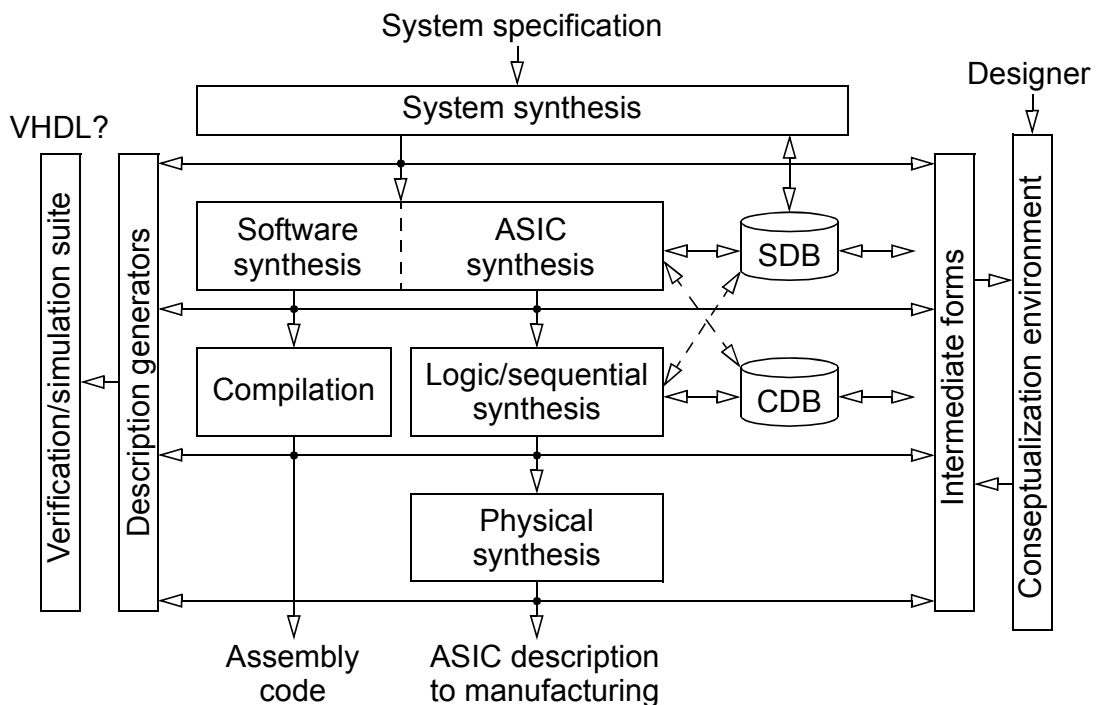 System specification
Designer
System synthesis
VHDL?
Verification/simulation suite
Description generators
Software
synthesis
ASIC
synthesis
SDB
Intermediate forms
Conseptualization environment
Compilation
Logic/sequential
synthesis
CDB
Physical
synthesis
Assembly
code
ASIC description
to manufacturing